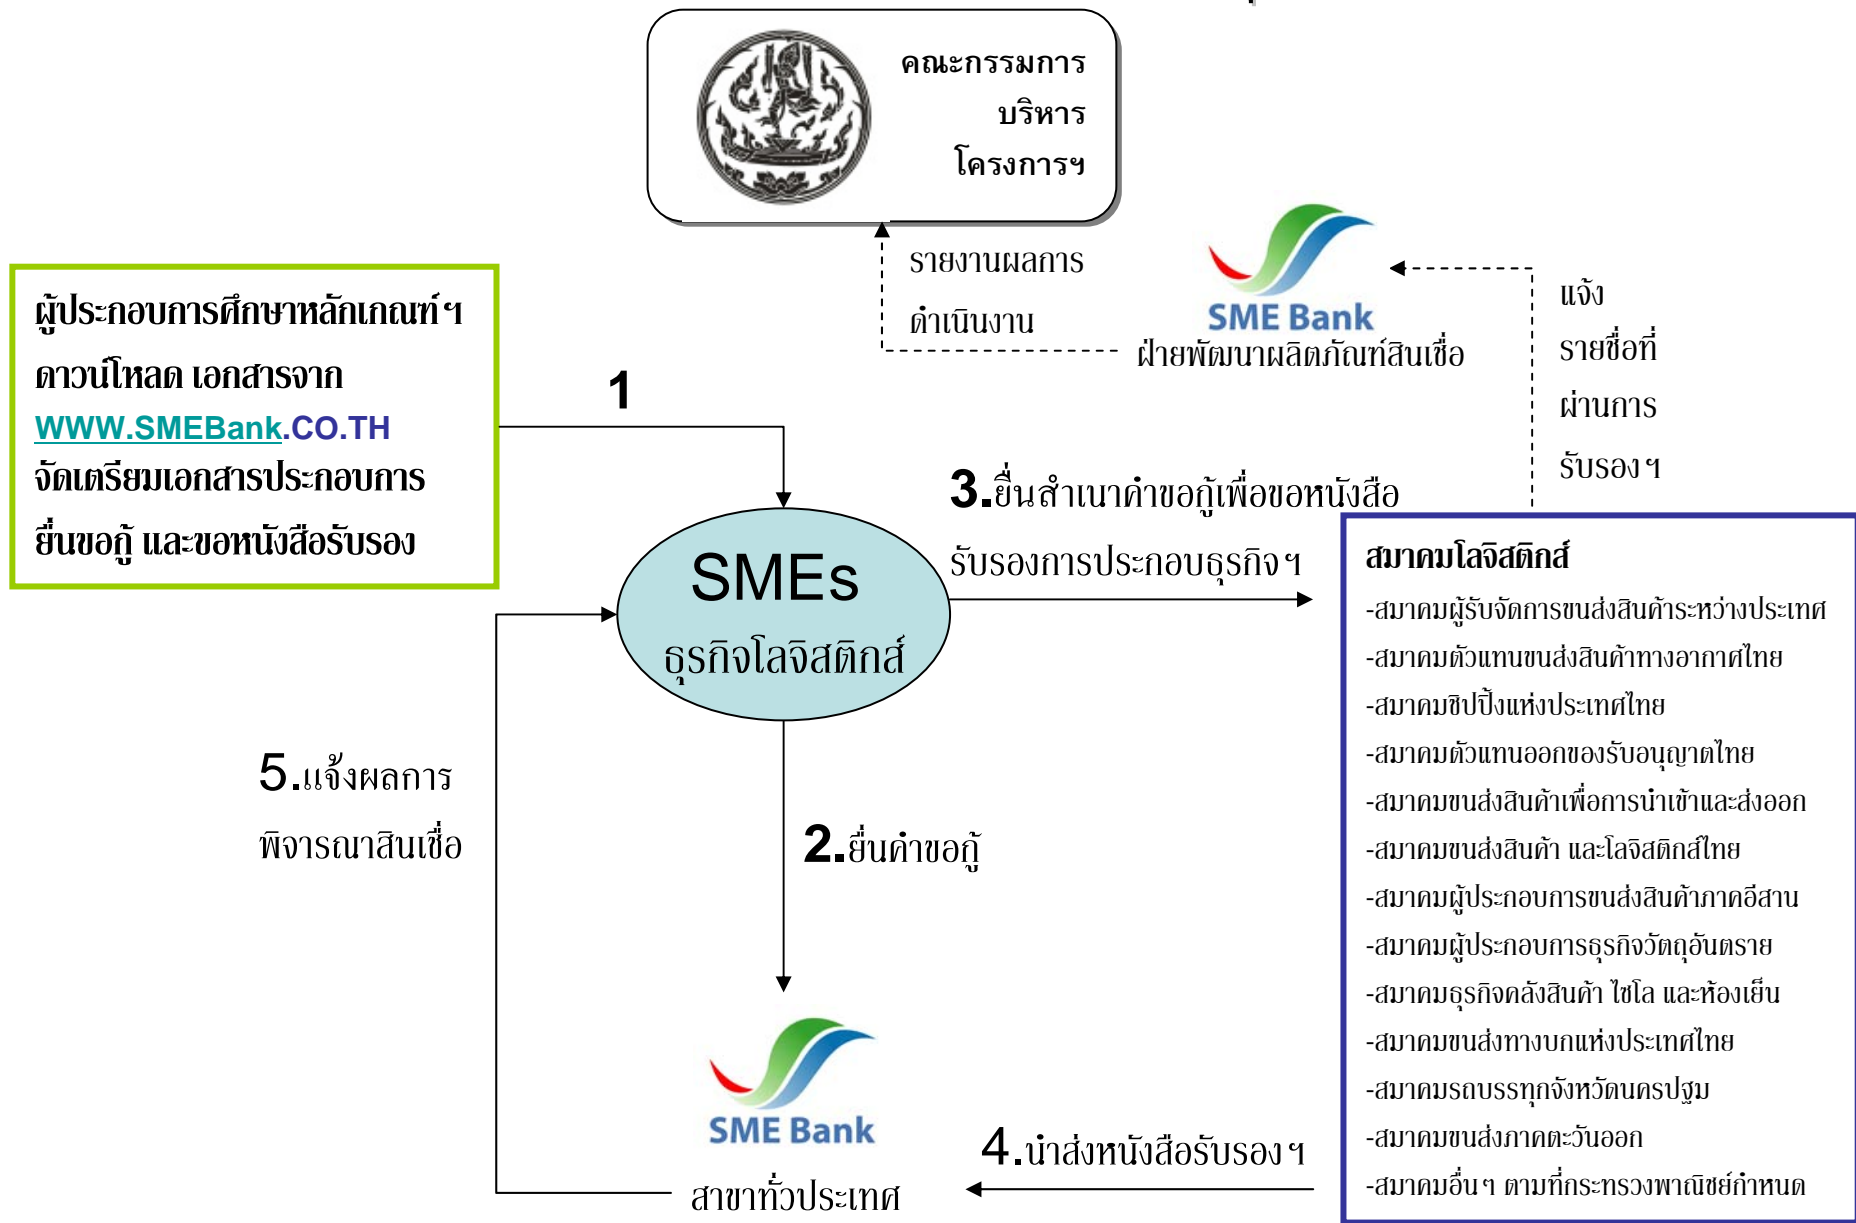 คณะกรรมการ
บริหาร
โครงการฯ
รายงานผลการ
ดำเนินงาน
SME Bank
ฝ่ายพัฒนาผลิตภัณฑ์สินเชื่อ
แจ้ง
รายชื่อที่
ผ่านการ
รับรองฯ
ผู้ประกอบการศึกษาหลักเกณฑ์ฯ
ดาวน์โหลด เอกสารจาก
WWW.SMEBank.CO.TH
จัดเตรียมเอกสารประกอบการ
ยื่นขอกู้ และขอหนังสือรับรอง
1
SMEs
ธุรกิจโลจิสติกส์
3.ยื่นสำเนาคำขอกู้เพื่อขอหนังสือ
รับรองการประกอบธุรกิจฯ
สมาคมโลจิสติกส์
-สมาคมผู้รับจัดการขนส่งสินค้าระหว่างประเทศ
-สมาคมตัวแทนขนส่งสินค้าทางอากาศไทย
-สมาคมชิปปิ้งแห่งประเทศไทย
-สมาคมตัวแทนออกของรับอนุญาตไทย
-สมาคมขนส่งสินค้าเพื่อการนำเข้าและส่งออก
-สมาคมขนส่งสินค้า และโลจิสติกส์ไทย
-สมาคมผู้ประกอบการขนส่งสินค้าภาคอีสาน
-สมาคมผู้ประกอบการธุรกิจวัตถุอันตราย
-สมาคมธุรกิจคลังสินค้า ไซโล และห้องเย็น
-สมาคมขนส่งทางบกแห่งประเทศไทย
-สมาคมรถบรรทุกจังหวัดนครปฐม
-สมาคมขนส่งภาคตะวันออก
-สมาคมอื่นๆ ตามที่กระทรวงพาณิชย์กำหนด
5.แจ้งผลการ
พิจารณาสินเชื่อ
2.ยื่นคำขอกู้
SME Bank
สาขาทั่วประเทศ
4.นำส่งหนังสือรับรองฯ